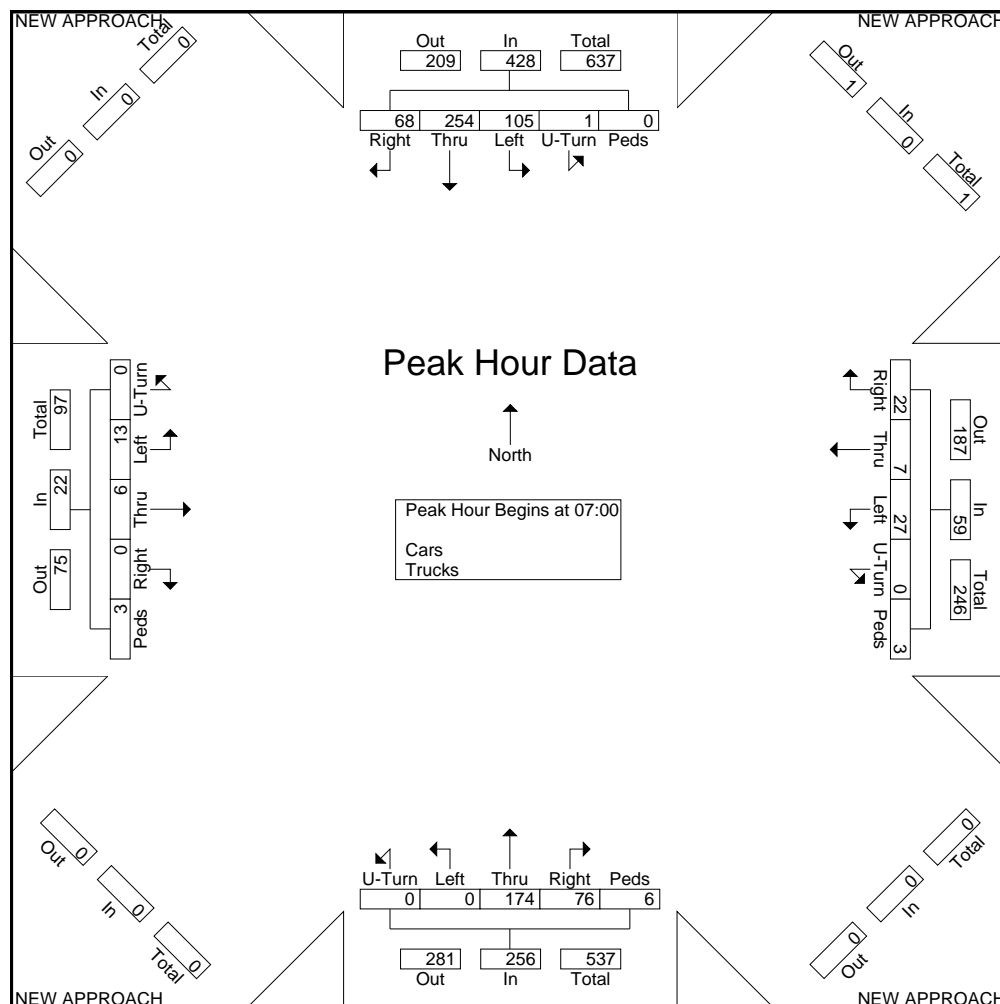 NEW APPROACH
NEW APPROACH
Total 0
In 0
Out 0
Out In Total
209 428 637
68 254 105 1 0
Right Thru Left U-Turn Peds
Out 1
In 0
Total 1
Total 97
In 22
Out 75
0 U-Turn
13 Left
6 Thru
0 Right
3 Peds
Peak Hour Data
North
Peak Hour Begins at 07:00
Cars
Trucks
Right 22
Thru 7
Left 27
U-Turn 0
Peds 3
Out 187
In 59
Total 246
Out 0
In 0
Total 0
U-Turn Left Thru Right Peds
0 0 174 76 6
281 256 537
Out In Total
Total 0
In 0
Out 0
NEW APPROACH
NEW APPROACH